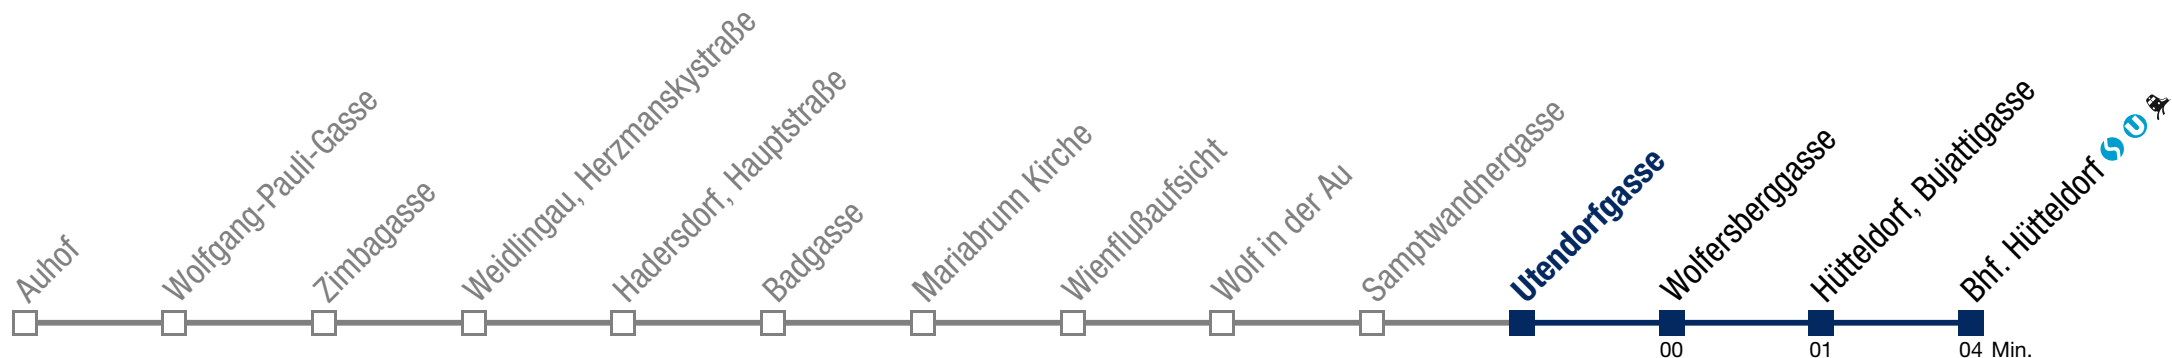 Auhof
Wolfgang-Pauli-Gasse
Zimbagasse
Weidlingau, Herzmanskystraße
Hadersdorf, Hauptstraße
Badgasse
Mariabrunn Kirche
Wienflußaufsicht
Wolf in der Au
Samptwandnergasse
Utendorfgasse
Wolfersberggasse
Hütteldorf, Bujattigasse
Bhf. Hütteldorf S U
00 01 04 Min.